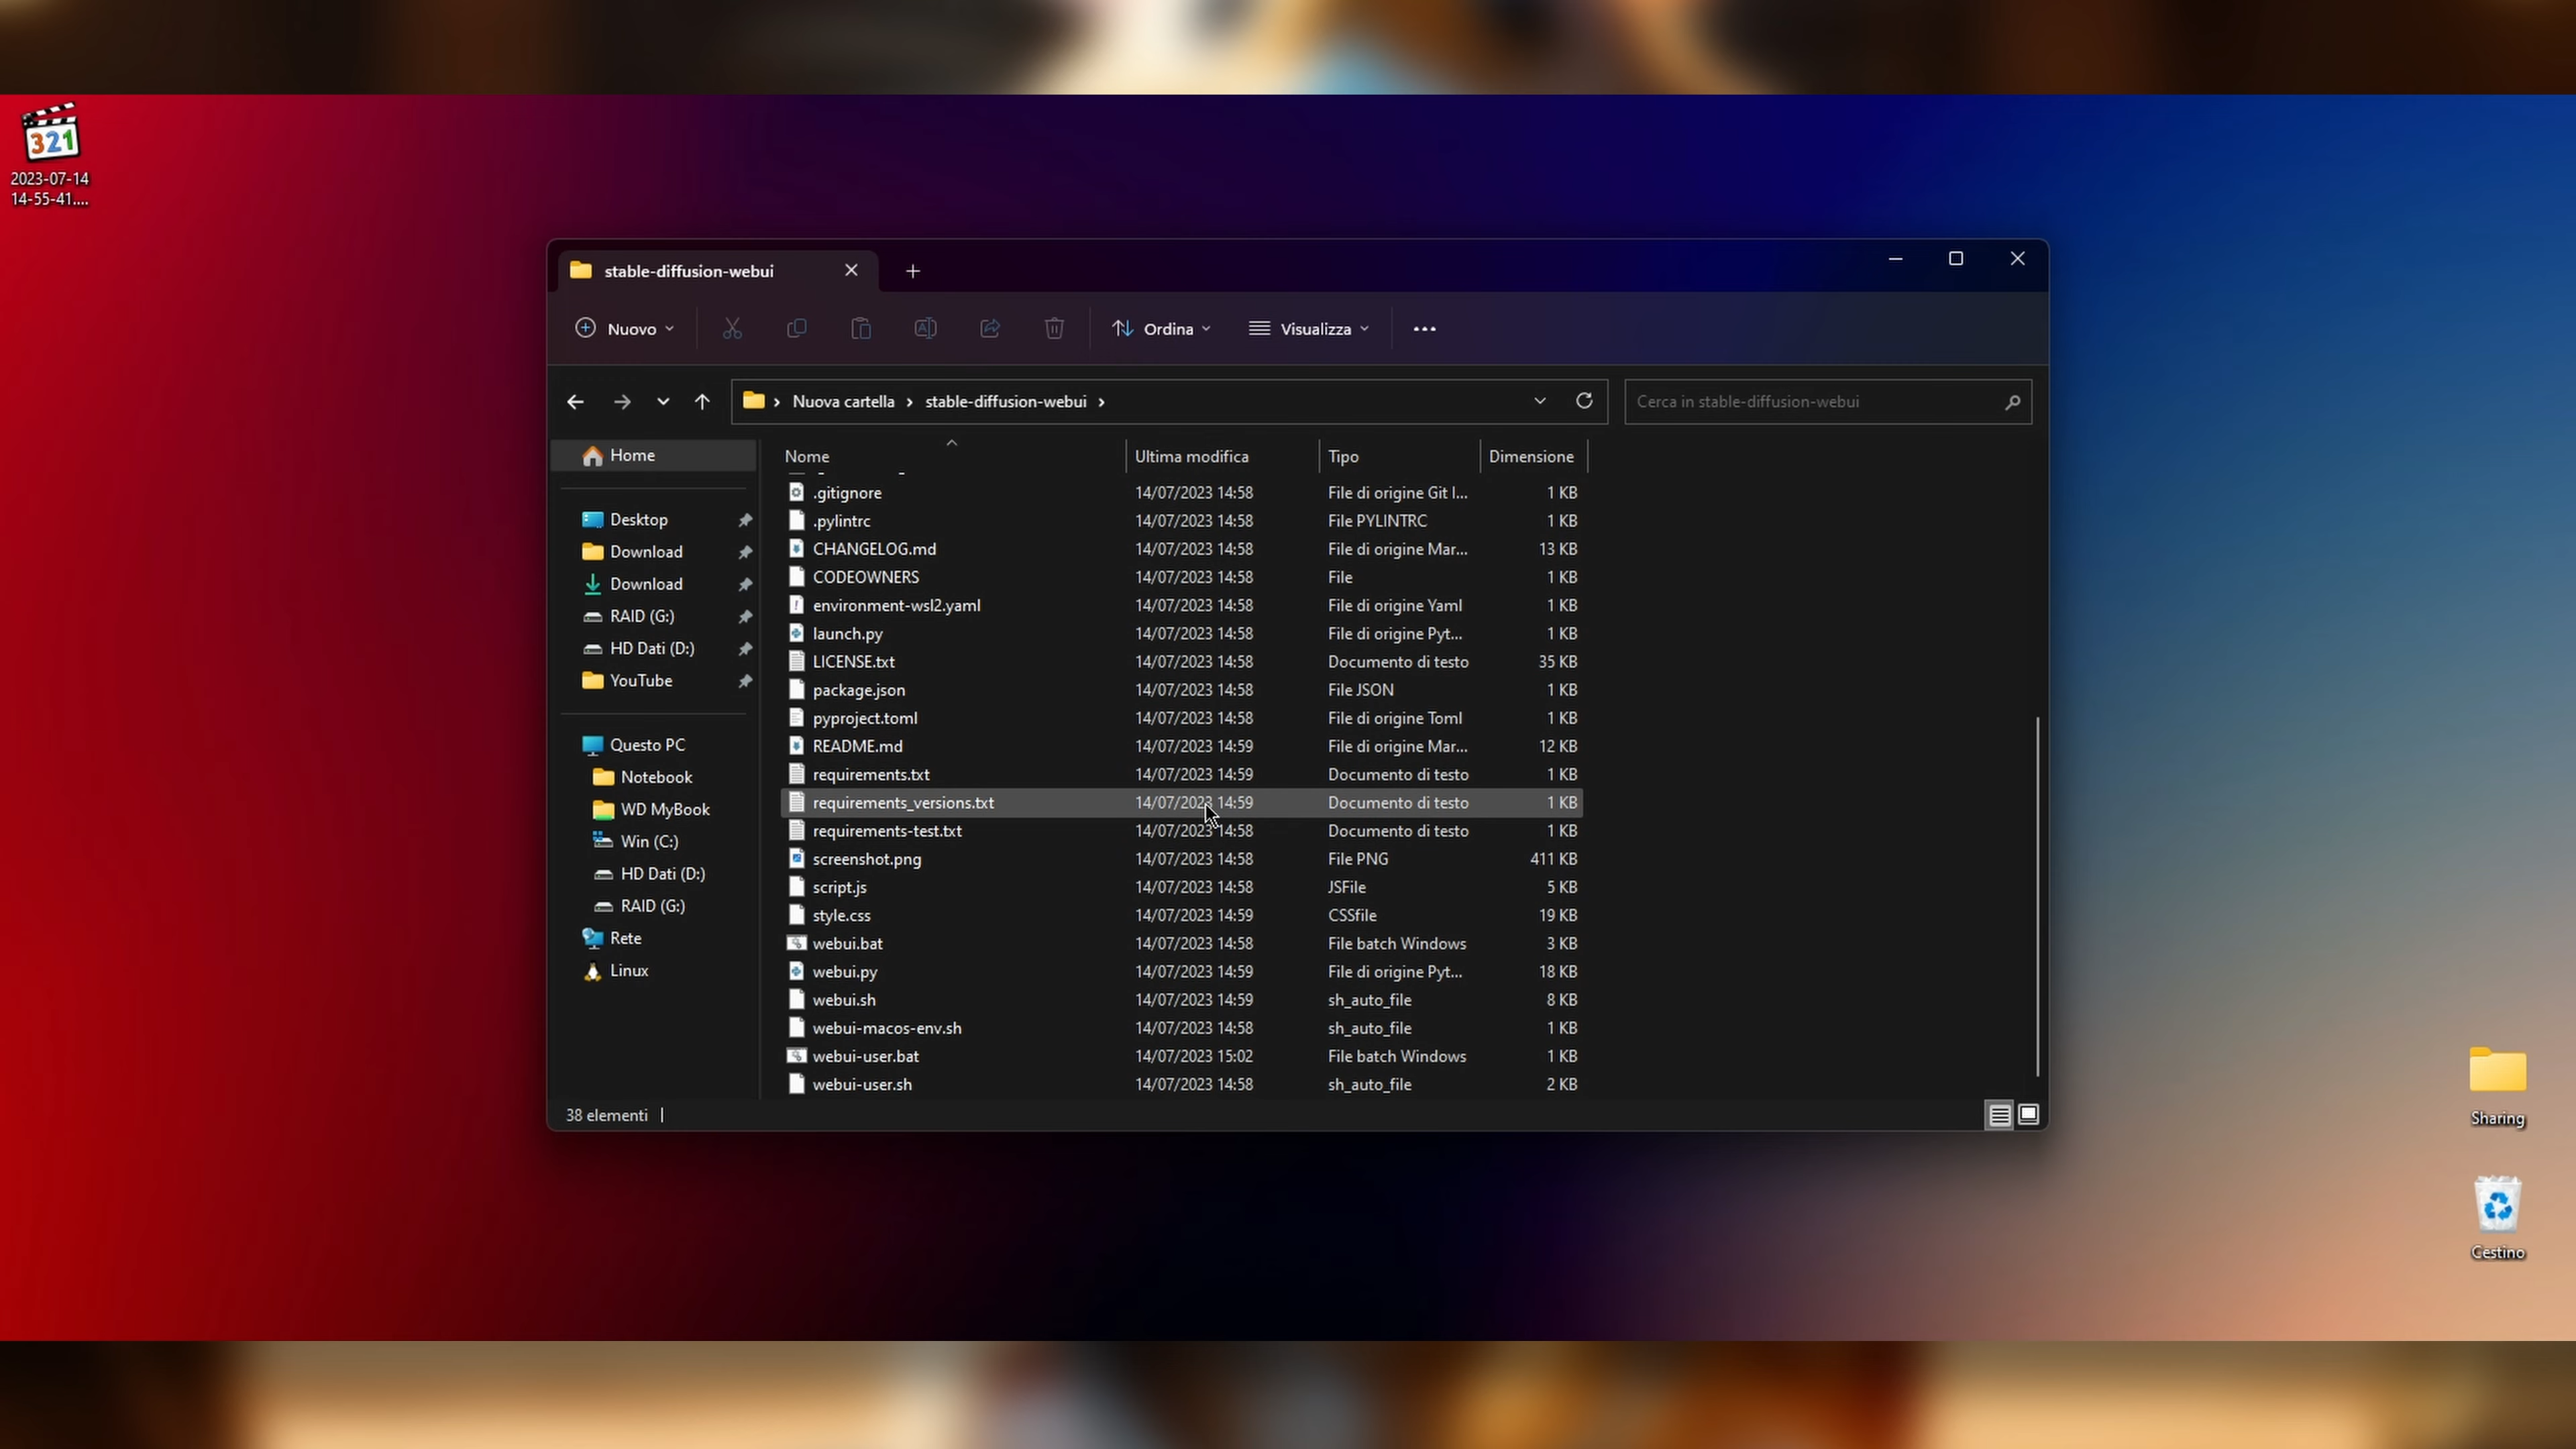 2023-07-14
14-55-41....
stable-diffusion-webui
Nuovo
Ordina
Visualizza
Nuova cartella
stable-diffusion-webui
Cerca in stable-diffusion-webui
Home
Desktop
Download
Download
RAID (G:)
HD Dati (D:)
YouTube
Questo PC
Notebook
WD MyBook
Win (C:)
HD Dati (D:)
RAID (G:)
Rete
Linux
Nome Ultima modifica Tipo Dimensione
.gitignore 14/07/2023 14:58 File di origine Git I... 1 KB
.pylintrc 14/07/2023 14:58 File PYLINTRC 1 KB
CHANGELOG.md 14/07/2023 14:58 File di origine Mar... 13 KB
CODEOWNERS 14/07/2023 14:58 File 1 KB
environment-wsl2.yaml 14/07/2023 14:58 File di origine Yaml 1 KB
launch.py 14/07/2023 14:58 File di origine Pyt... 1 KB
LICENSE.txt 14/07/2023 14:58 Documento di testo 35 KB
package.json 14/07/2023 14:58 File JSON 1 KB
pyproject.toml 14/07/2023 14:58 File di origine Toml 1 KB
README.md 14/07/2023 14:59 File di origine Mar... 12 KB
requirements.txt 14/07/2023 14:59 Documento di testo 1 KB
requirements_versions.txt 14/07/2023 14:59 Documento di testo 1 KB
requirements-test.txt 14/07/2023 14:58 Documento di testo 1 KB
screenshot.png 14/07/2023 14:58 File PNG 411 KB
script.js 14/07/2023 14:58 JSFile 5 KB
style.css 14/07/2023 14:59 CSSfile 19 KB
webui.bat 14/07/2023 14:58 File batch Windows 3 KB
webui.py 14/07/2023 14:59 File di origine Pyt... 18 KB
webui.sh 14/07/2023 14:59 sh_auto_file 8 KB
webui-macos-env.sh 14/07/2023 14:58 sh_auto_file 1 KB
webui-user.bat 14/07/2023 15:02 File batch Windows 1 KB
webui-user.sh 14/07/2023 14:58 sh_auto_file 2 KB
38 elementi
Sharing
Cestino